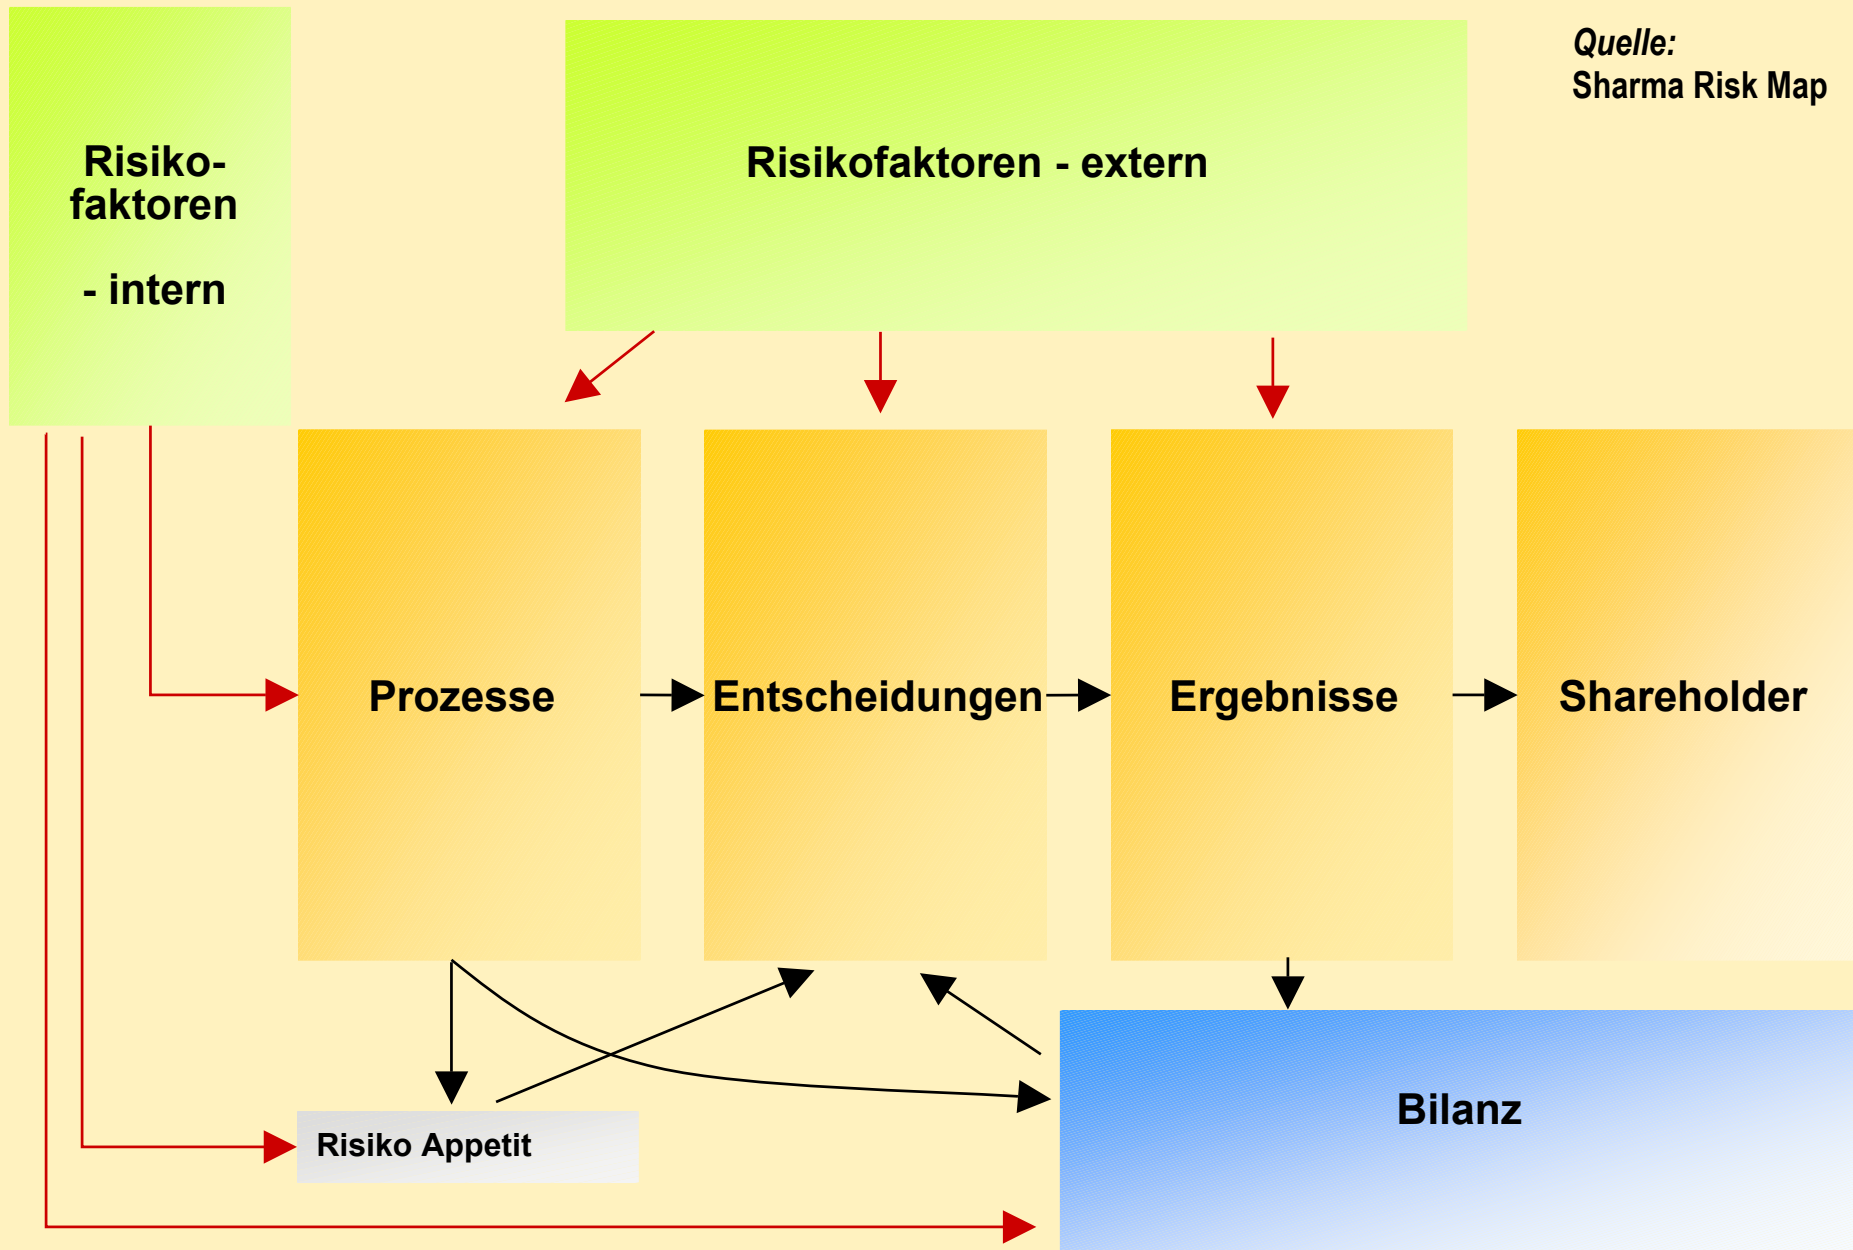 Quelle:
Sharma Risk Map
Risiko-
faktoren
- intern
Risikofaktoren - extern
Prozesse
Entscheidungen
Ergebnisse
Shareholder
Risiko Appetit
Bilanz